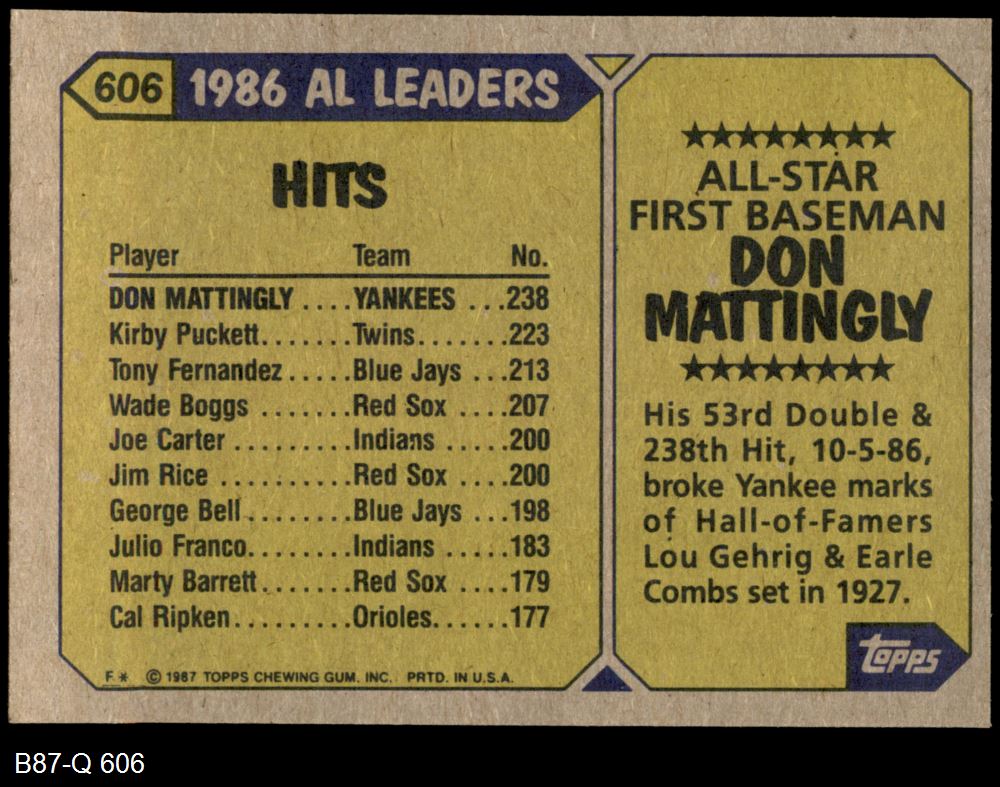 606 1986 AL LEADERS
HITS
Player Team No.
DON MATTINGLY ....YANKEES ...238
Kirby Puckett.......Twins.......223
Tony Fernandez.....Blue Jays ...213
Wade Boggs .......Red Sox ....207
Joe Carter ........Indians .....200
Jim Rice .........Red Sox ....200
George Bell........Blue Jays ...198
Julio Franco........Indians .....183
Marty Barrett.......Red Sox ....179
Cal Ripken.........Orioles......177
F* © 1987 TOPPS CHEWING GUM. INC. PRTD. IN U.S.A.
ALL-STAR
FIRST BASEMAN
DON
MATTINGLY
His 53rd Double &
238th Hit, 10-5-86,
broke Yankee marks
of Hall-of-Famers
Lou Gehrig & Earle
Combs set in 1927.
topps
B87-Q 606